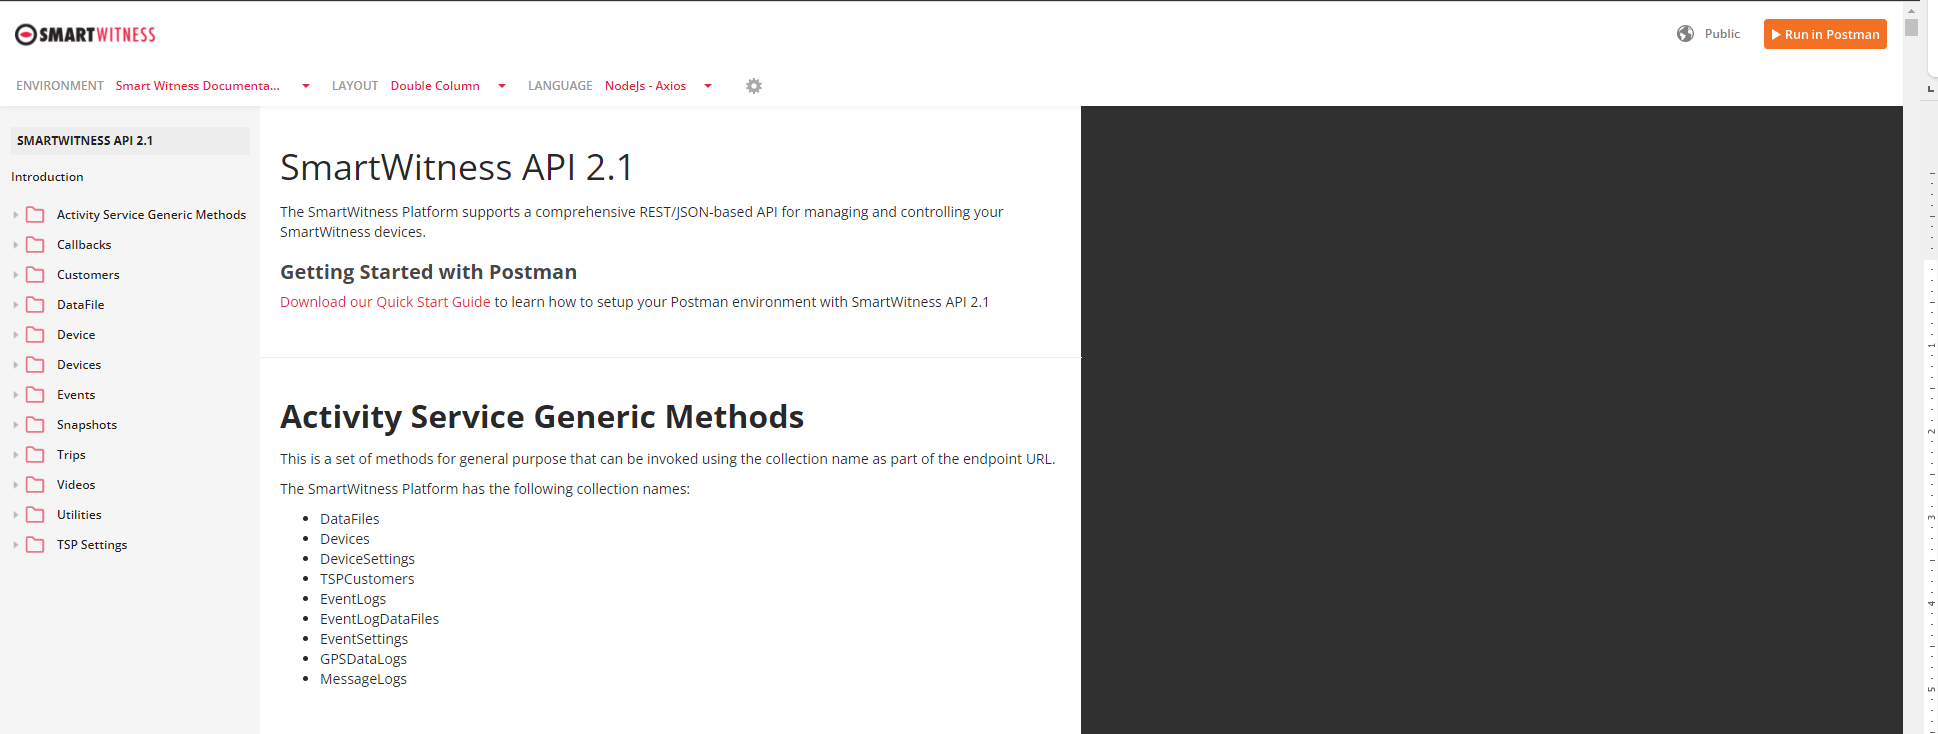 SMARTWITNESS
Public
Run in Postman
ENVIRONMENT Smart Witness Documenta... LAYOUT Double Column LANGUAGE NodeJs - Axios
SMARTWITNESS API 2.1
Introduction
Activity Service Generic Methods
Callbacks
Customers
DataFile
Device
Devices
Events
Snapshots
Trips
Videos
Utilities
TSP Settings
SmartWitness API 2.1
The SmartWitness Platform supports a comprehensive REST/JSON-based API for managing and controlling your
SmartWitness devices.
Getting Started with Postman
Download our Quick Start Guide to learn how to setup your Postman environment with SmartWitness API 2.1
Activity Service Generic Methods
This is a set of methods for general purpose that can be invoked using the collection name as part of the endpoint URL.
The SmartWitness Platform has the following collection names:
DataFiles
Devices
DeviceSettings
TSPCustomers
EventLogs
EventLogDataFiles
EventSettings
GPSDataLogs
MessageLogs
1
2
3
4
5